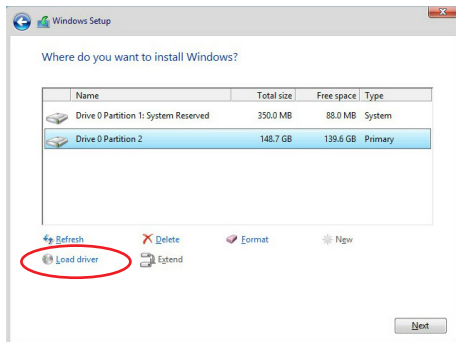 Windows Setup
Where do you want to install Windows?
Name Total size Free space Type
Drive 0 Partition 1: System Reserved 350.0 MB 88.0 MB System
Drive 0 Partition 2 148.7 GB 139.6 GB Primary
Refresh Delete Format New
Load driver Extend
Next